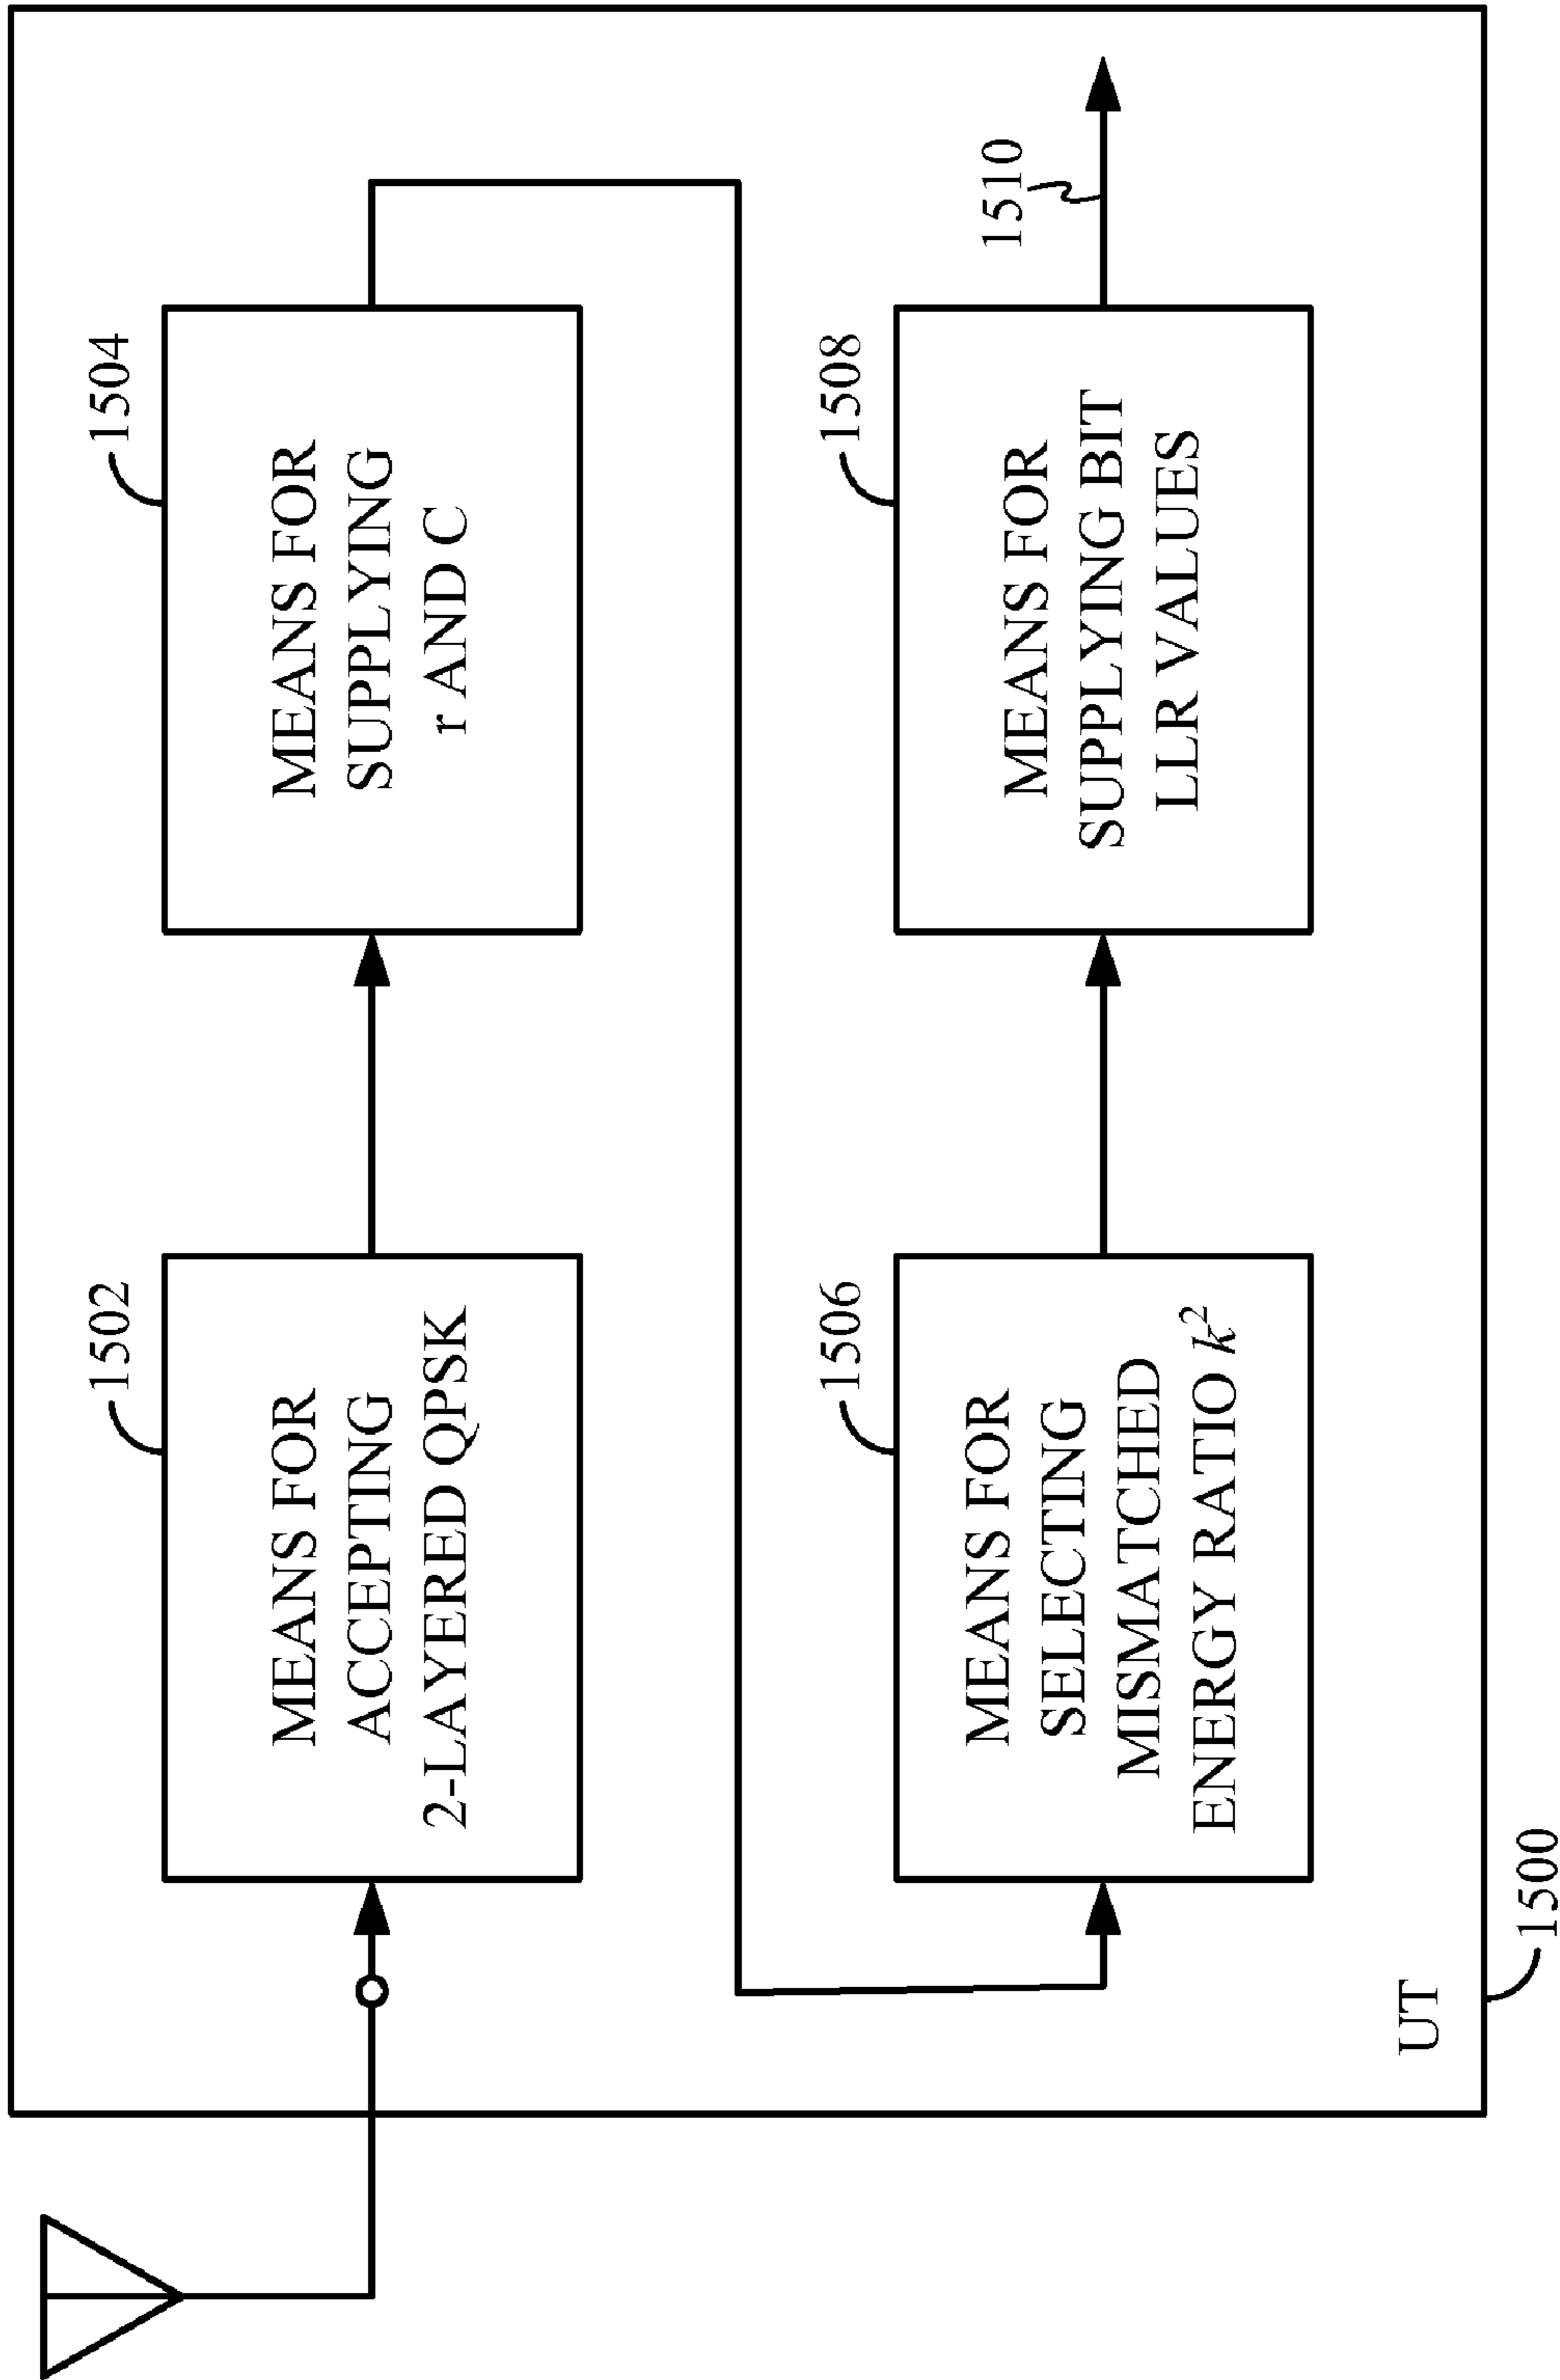 1502
MEANS FOR
ACCEPTING
2-LAYERED QPSK
1504
MEANS FOR
SUPPLYING
r AND C
1506
MEANS FOR
SELECTING
MISMATCHED
ENERGY RATIO k²
1508
MEANS FOR
SUPPLYING BIT
LLR VALUES
1510
UT
1500